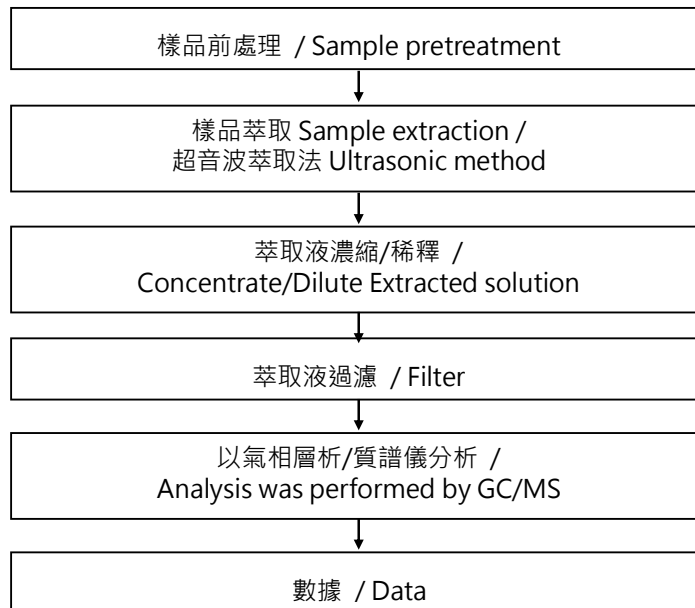 樣品前處理 / Sample pretreatment
樣品萃取 Sample extraction /
超音波萃取法 Ultrasonic method
萃取液濃縮/稀釋 /
Concentrate/Dilute Extracted solution
萃取液過濾 / Filter
以氣相層析/質譜儀分析 /
Analysis was performed by GC/MS
數據 / Data